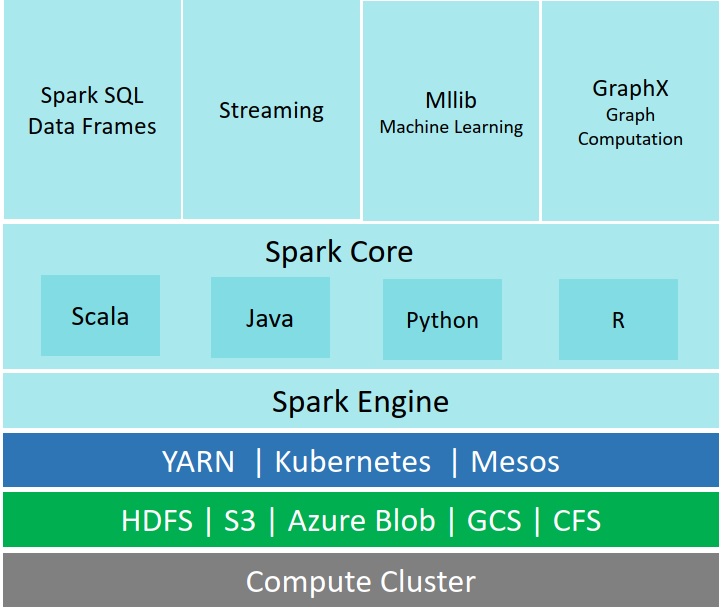 Spark SQL
Data Frames
Streaming
Mllib
Machine Learning
GraphX
Graph
Computation
Spark Core
Scala
Java
Python
R
Spark Engine
YARN | Kubernetes | Mesos
HDFS | S3 | Azure Blob | GCS | CFS
Compute Cluster